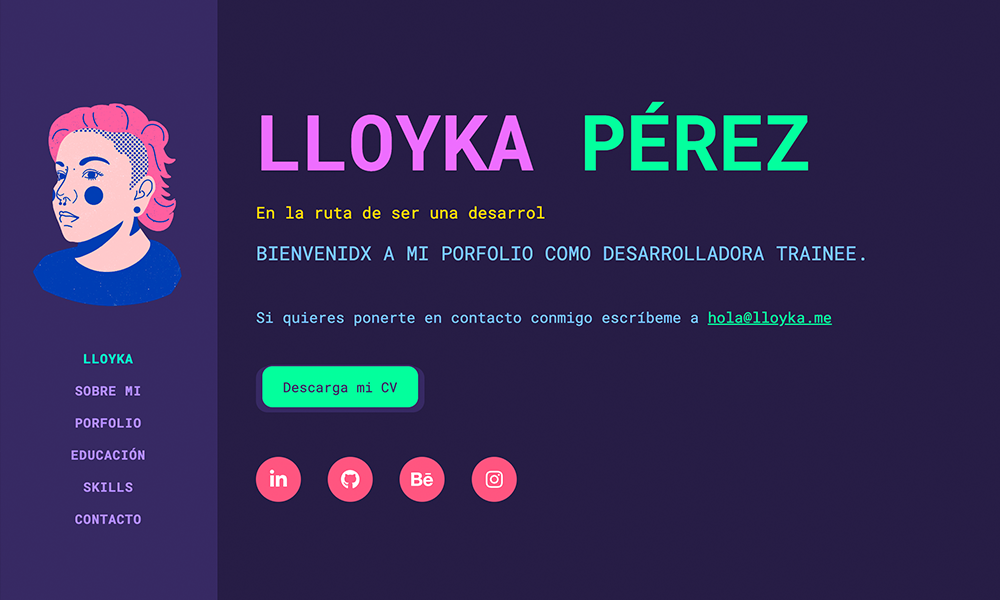 LLOYKA
SOBRE MI
PORFOLIO
EDUCACIÓN
SKILLS
CONTACTO
LLOYKA PÉREZ
En la ruta de ser una desarrol
BIENVENIDX A MI PORFOLIO COMO DESARROLLADORA TRAINEE.
Si quieres ponerte en contacto conmigo escríbeme a hola@lloyka.me
Descarga mi CV
in
Bē